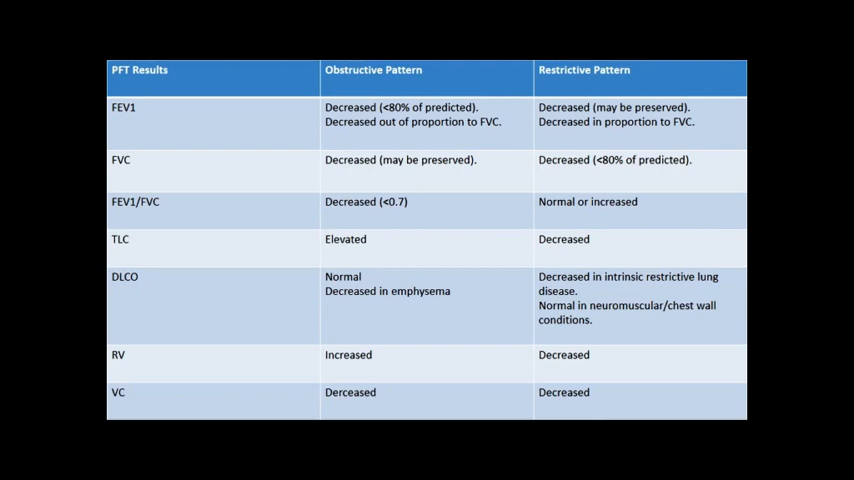 PFT Results
Obstructive Pattern
Restrictive Pattern
FEV1
Decreased (<80% of predicted).
Decreased out of proportion to FVC.
Decreased (may be preserved).
Decreased in proportion to FVC.
FVC
Decreased (may be preserved).
Decreased (<80% of predicted).
FEV1/FVC
Decreased (<0.7)
Normal or increased
TLC
Elevated
Decreased
DLCO
Normal
Decreased in emphysema
Decreased in intrinsic restrictive lung
disease.
Normal in neuromuscular/chest wall
conditions.
RV
Increased
Decreased
VC
Derceased
Decreased